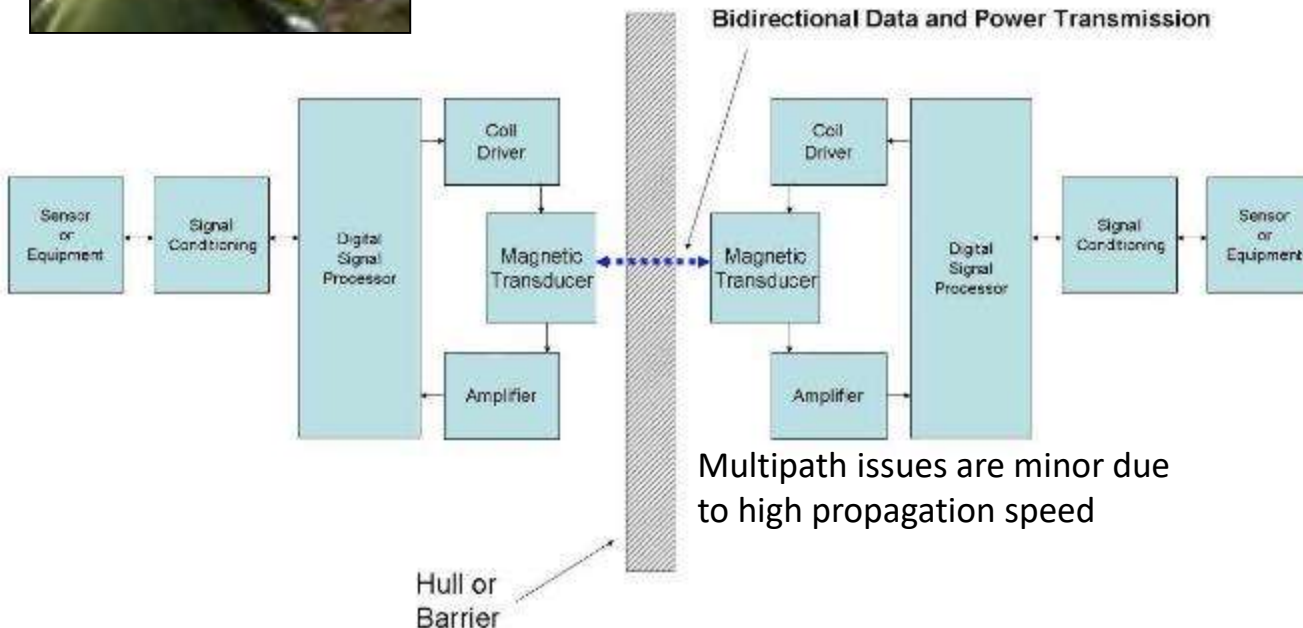 Bidirectional Data and Power Transmission
Sensor
or
Equipment
Signal
Conditioning
Digital
Signal
Processor
Coil
Driver
Magnetic
Transducer
Amplifier
Coil
Driver
Magnetic
Transducer
Amplifier
Digital
Signal
Processor
Signal
Conditioning
Sensor
or
Equipment
Multipath issues are minor due
to high propagation speed
Hull or
Barrier